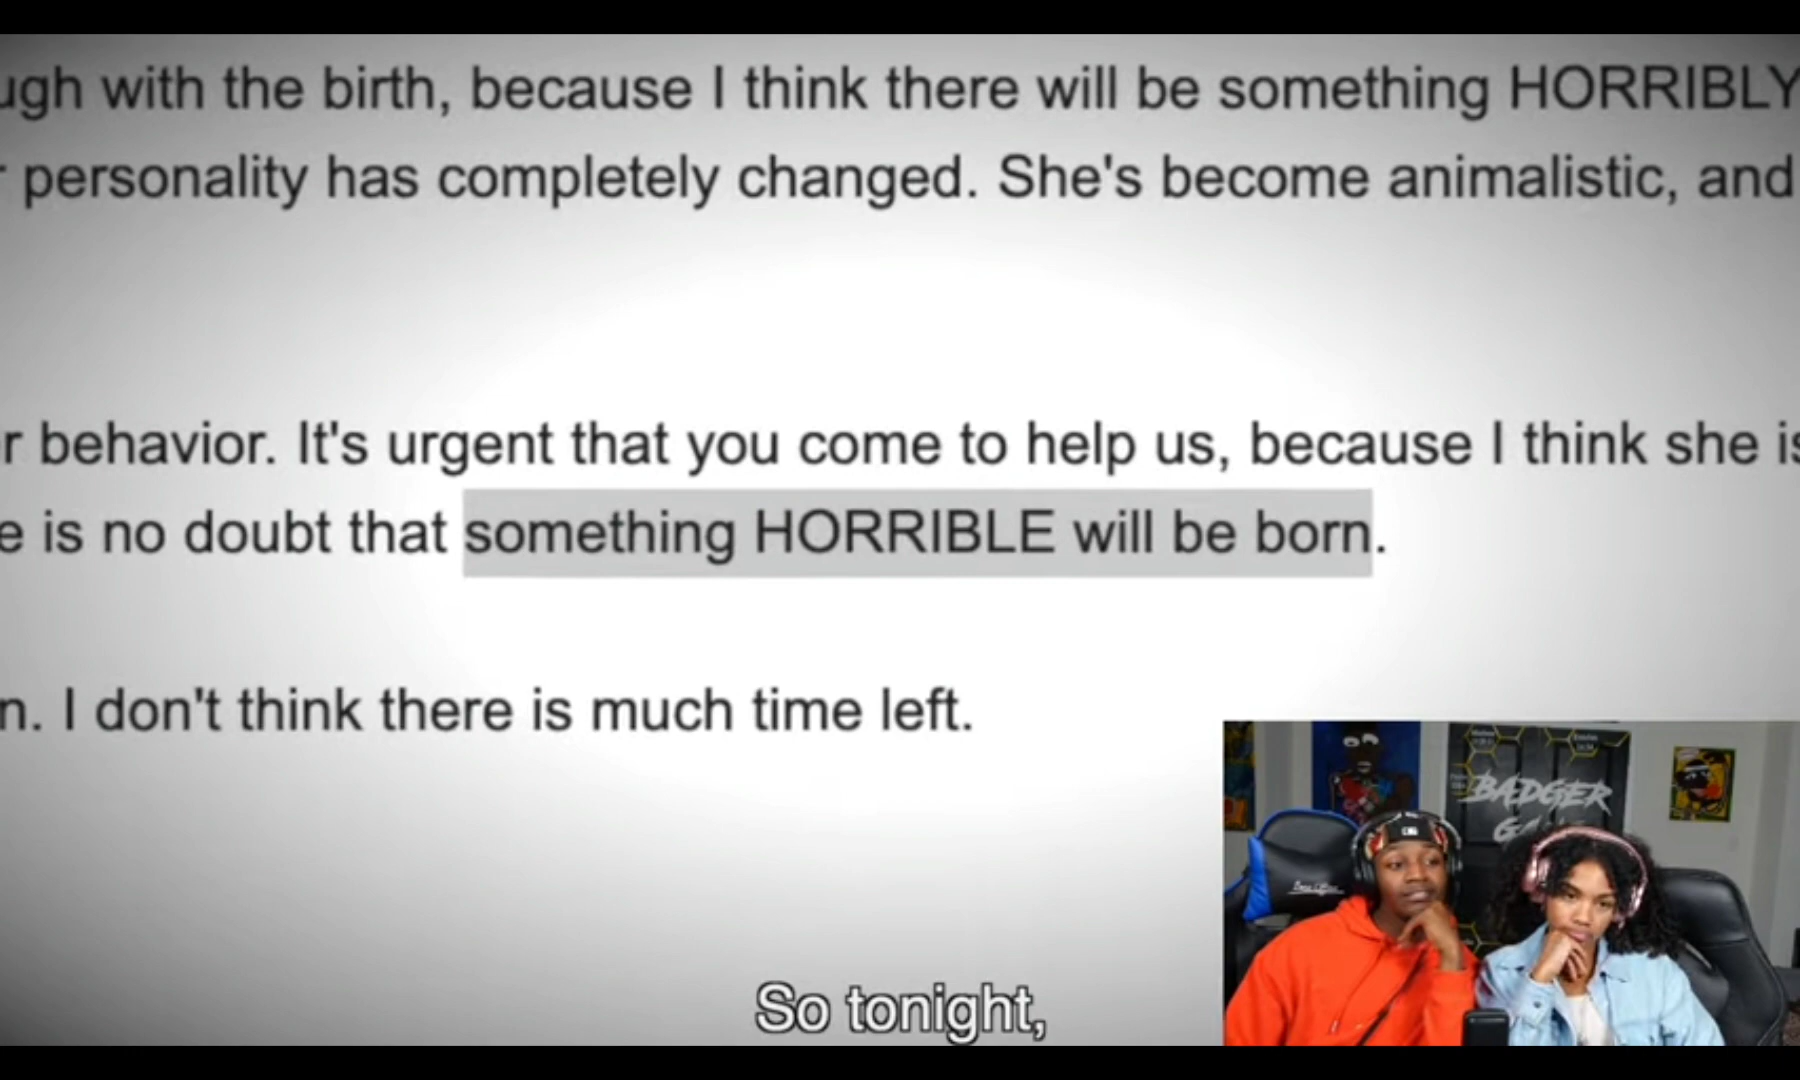 ugh with the birth, because I think there will be something HORRIBLY
r personality has completely changed. She's become animalistic, and
r behavior. It's urgent that you come to help us, because I think she is
e is no doubt that something HORRIBLE will be born.
n. I don't think there is much time left.
BADGER
So tonight,